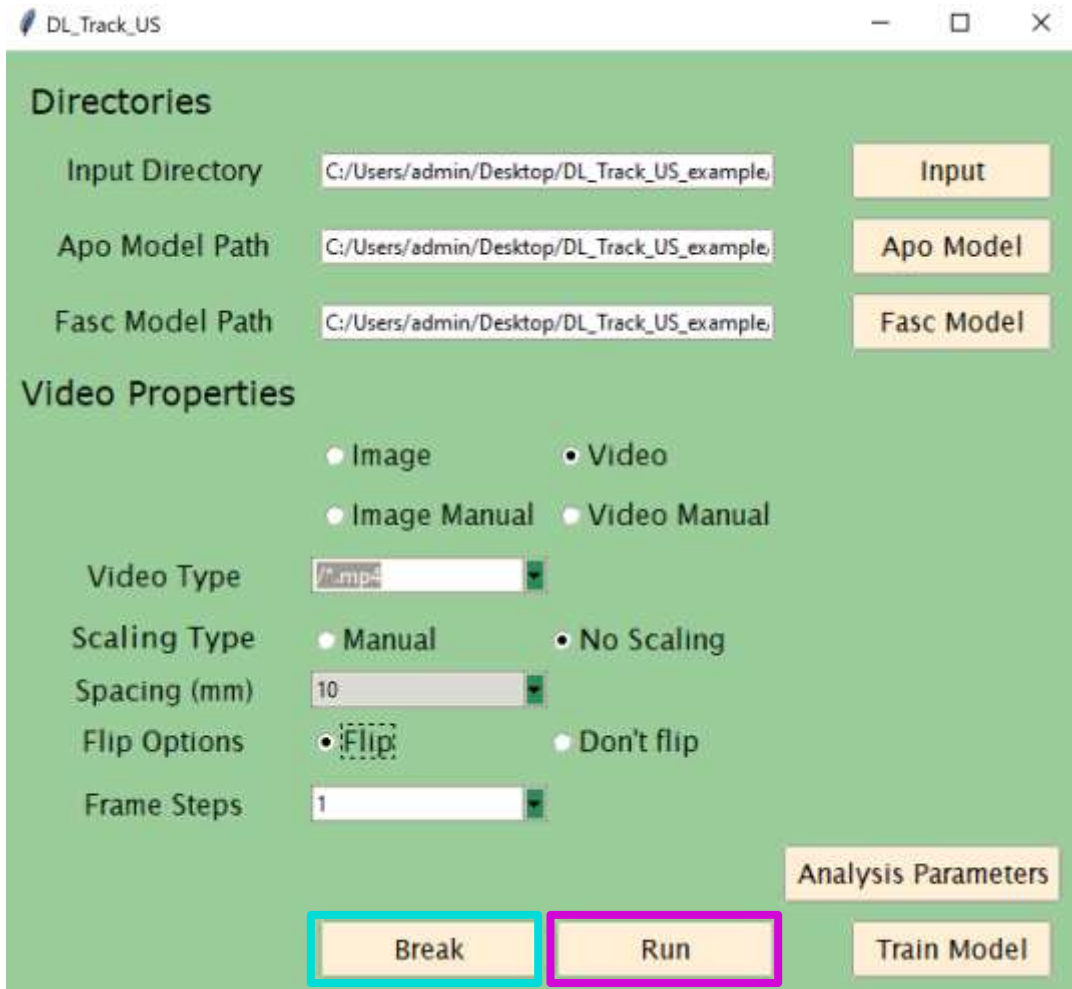 DL_Track_US
Directories
Input Directory C:/Users/admin/Desktop/DL_Track_US_example/ Input
Apo Model Path C:/Users/admin/Desktop/DL_Track_US_example/ Apo Model
Fasc Model Path C:/Users/admin/Desktop/DL_Track_US_example/ Fasc Model
Video Properties
Image Video
Image Manual Video Manual
Video Type /*.mp4
Scaling Type Manual No Scaling
Spacing (mm) 10
Flip Options Flip Don't flip
Frame Steps 1
Analysis Parameters
Break Run Train Model